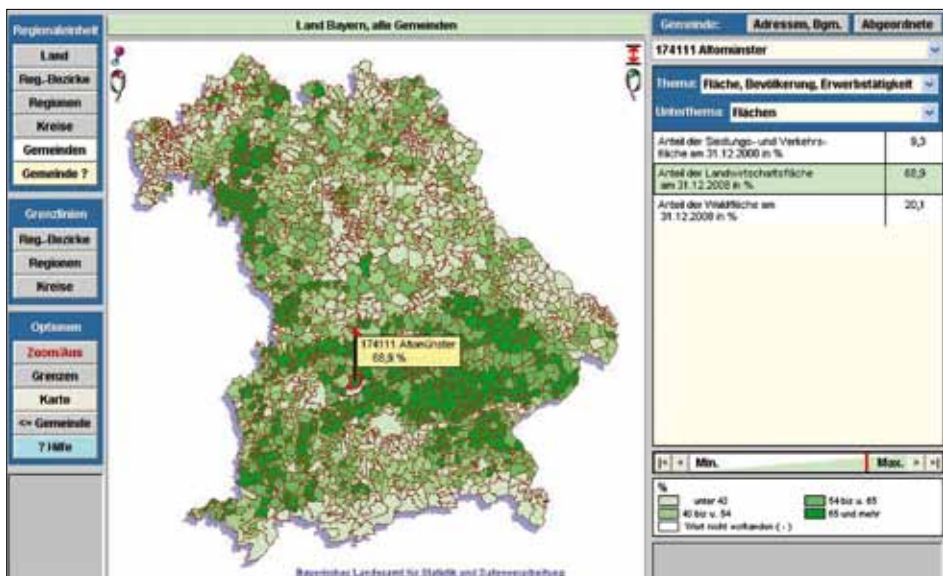 Regionaleinheit
Land
Reg.-Bezirke
Regionen
Kreise
Gemeinden
Gemeinde ?
Grenzlinien
Reg.-Bezirke
Regionen
Kreise
Optionen
Zoom/Aus
Grenzen
Karte
<= Gemeinde
? Hilfe
Land Bayern, alle Gemeinden
174111 Altomünster
68,9 %
Bayerisches Landesamt für Statistik und Datenverarbeitung
Gemeinde: Adressen, Bgm. Abgeordnete
174111 Altomünster
Thema: Fläche, Bevölkerung, Erwerbstätigkeit
Unterthema: Flächen
Anteil der Siedlungs- und Verkehrs- 9,3
fläche am 31.12.2008 in %
Anteil der Landwirtschaftsfläche 68,9
am 31.12.2008 in %
Anteil der Waldfläche am 20,1
31.12.2008 in %
Min. Max.
%
unter 40 54 bis u. 65
40 bis u. 54 65 und mehr
Wert nicht vorhanden ( - )